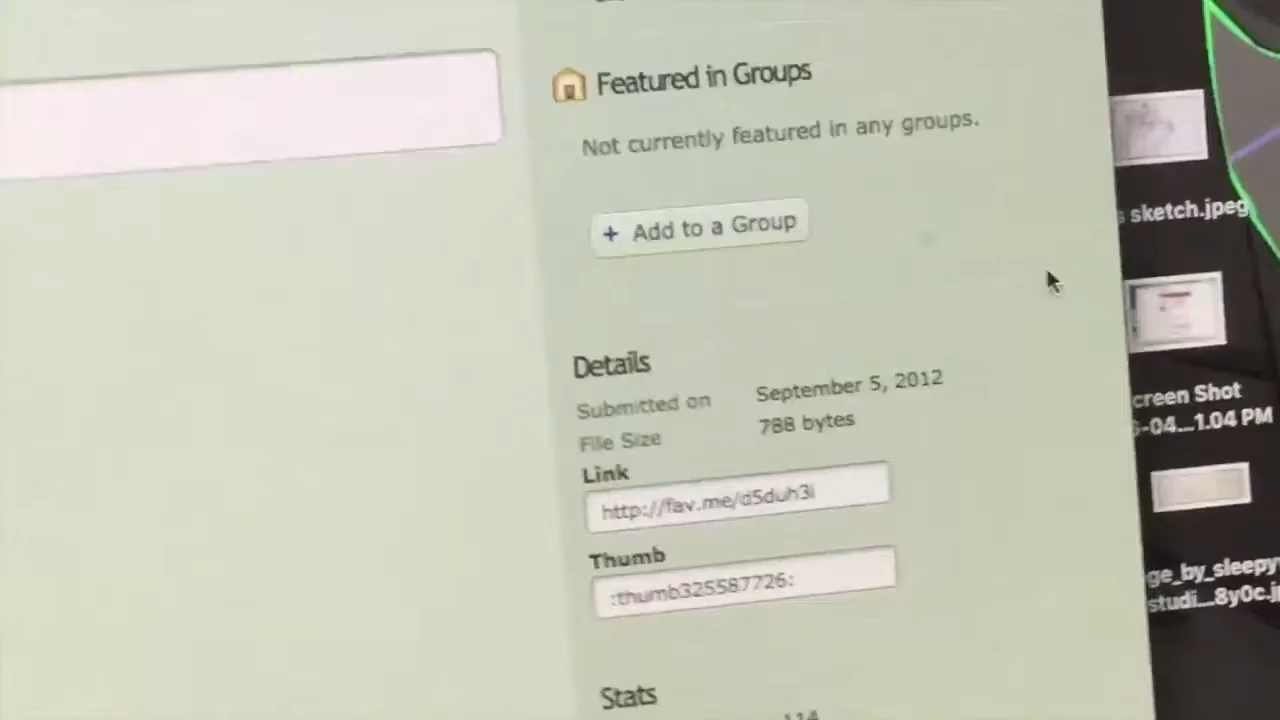 Featured in Groups
Not currently featured in any groups.
+ Add to a Group
sketch.jpeg
Details
Submitted on September 5, 2012
File Size 788 bytes
Link
http://fav.me/d5duh3i
Thumb
:thumb325587726:
creen Shot
-04...1.04 PM
ge_by_sleepy
studi...8y0c.j
Stats
114